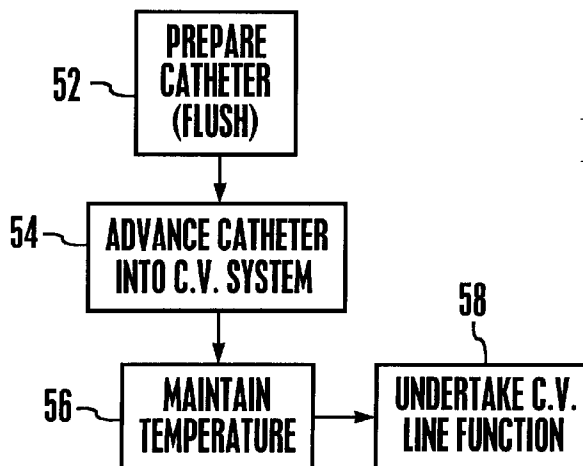 52
PREPARE
CATHETER
(FLUSH)
54
ADVANCE CATHETER
INTO C.V. SYSTEM
56
MAINTAIN
TEMPERATURE
58
UNDERTAKE C.V.
LINE FUNCTION